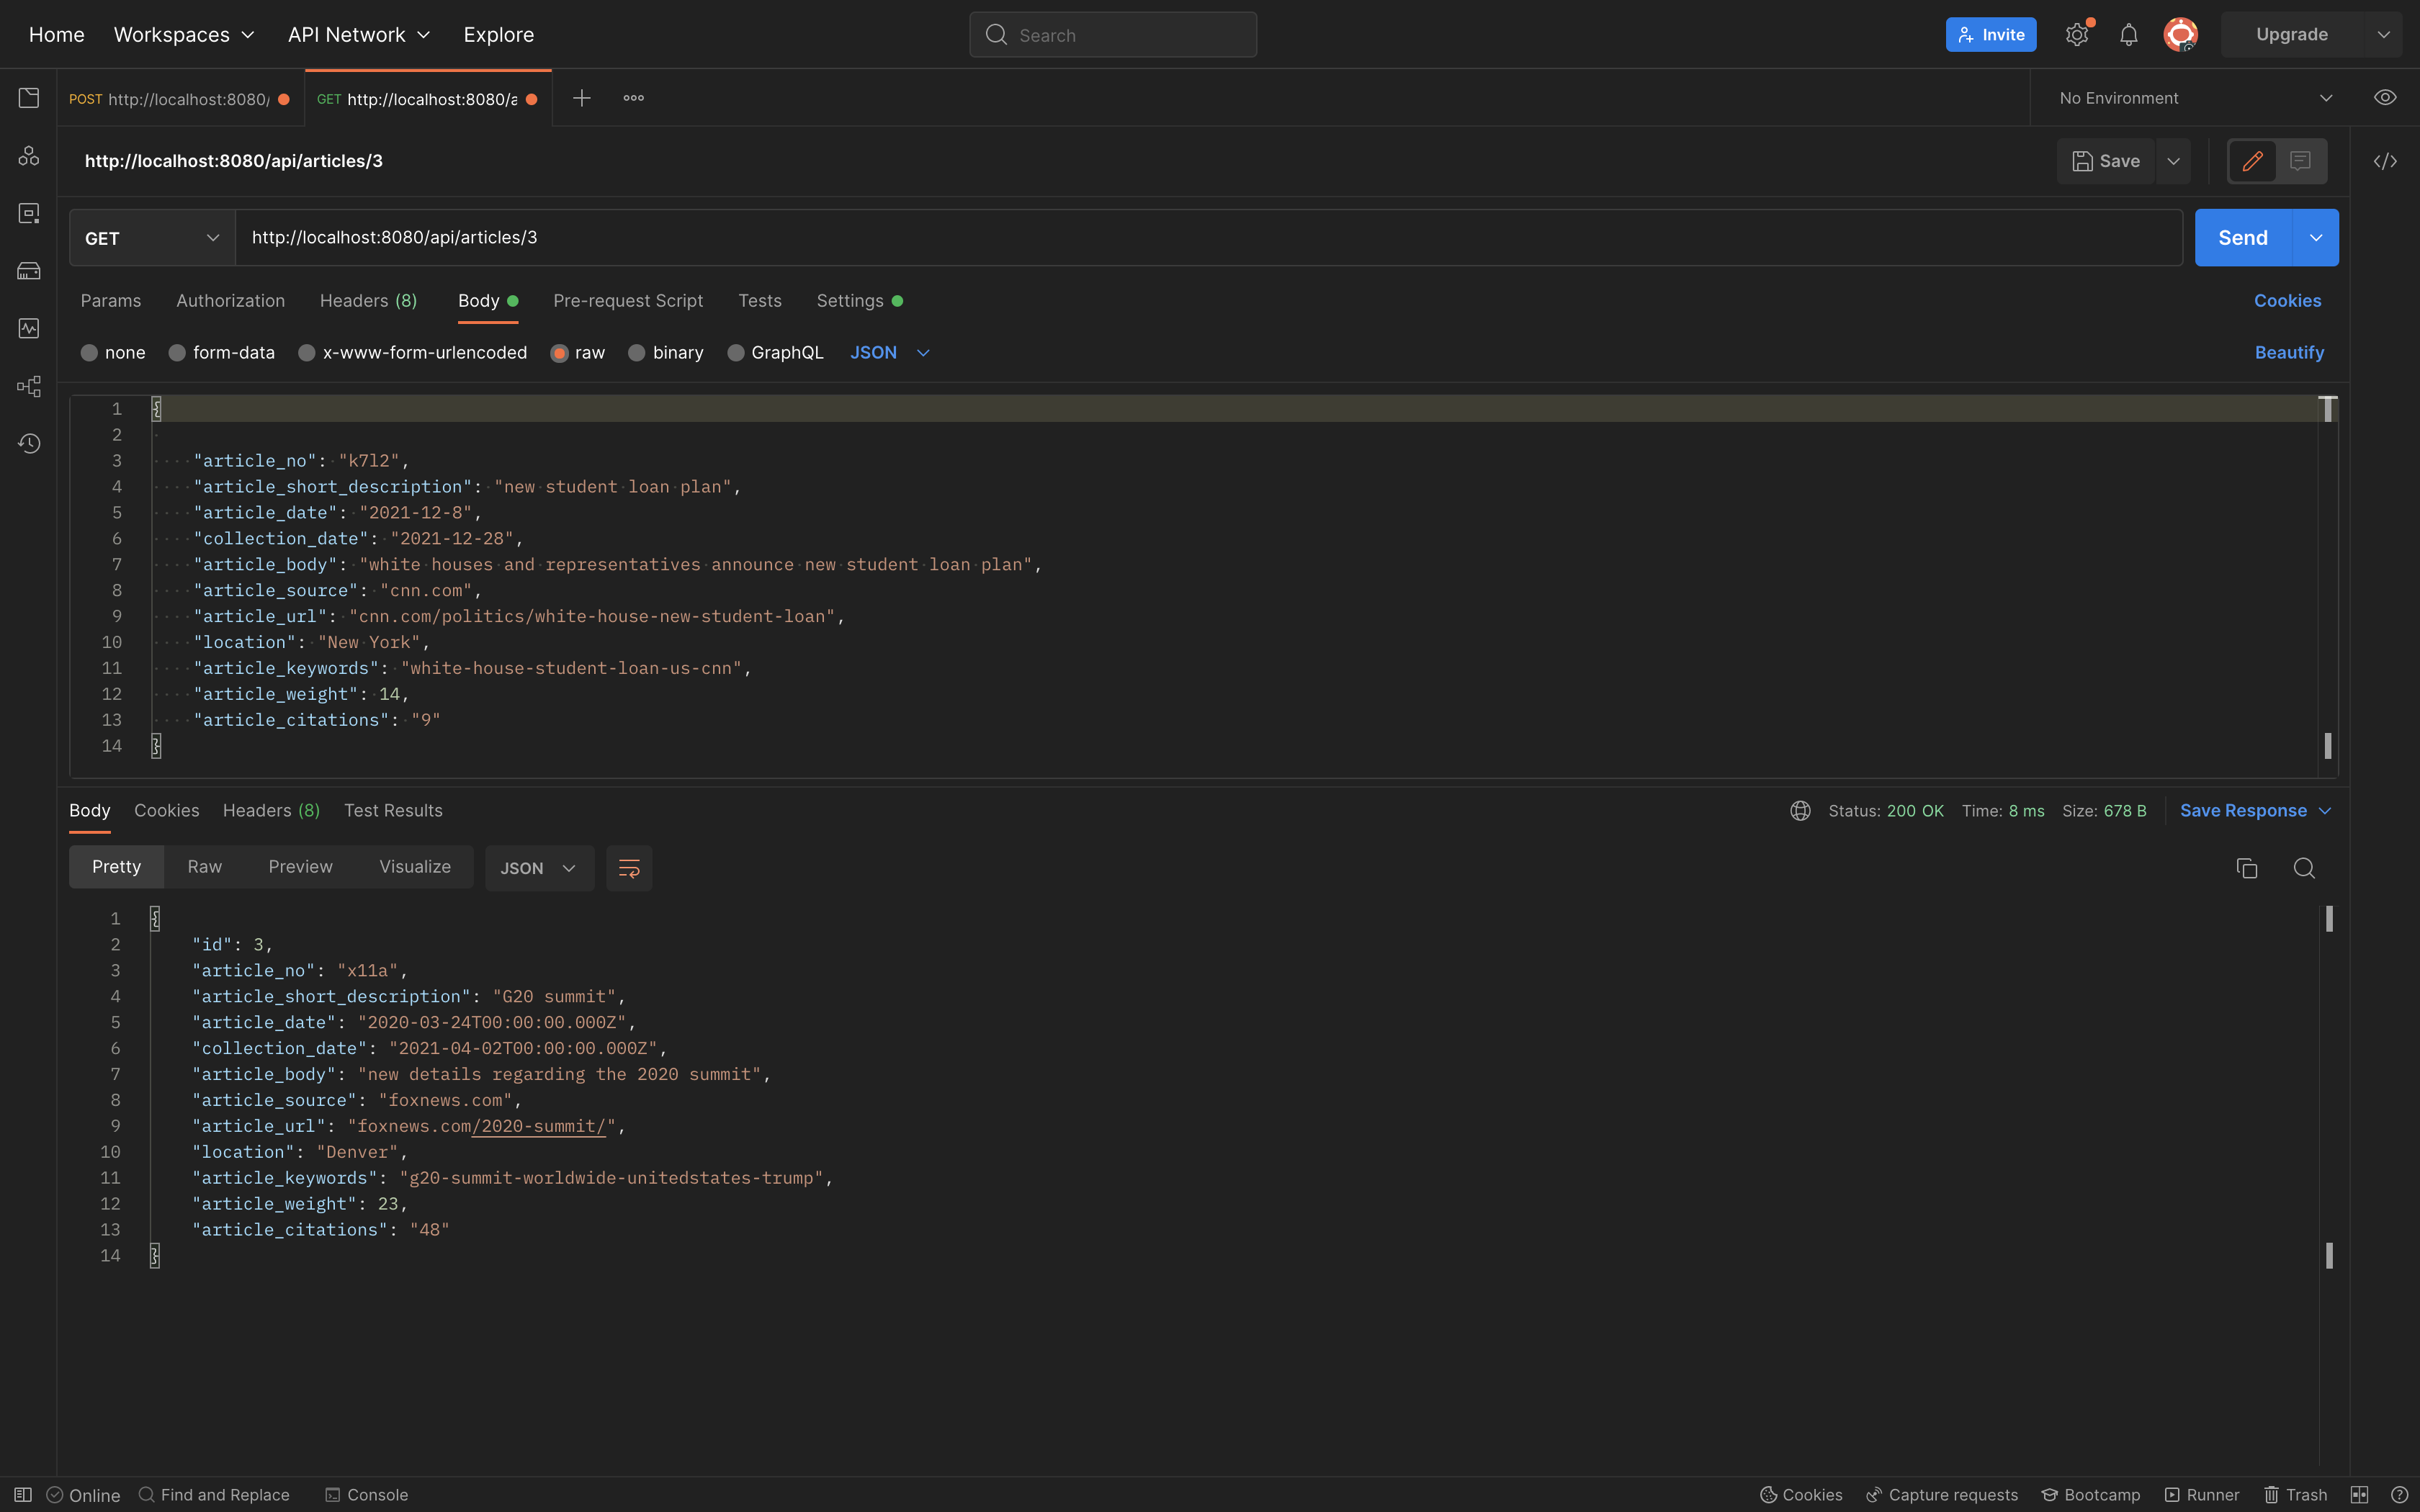 Home Workspaces API Network Explore Search Invite Upgrade
POST http://localhost:8080/ GET http://localhost:8080/a No Environment
http://localhost:8080/api/articles/3 Save
GET http://localhost:8080/api/articles/3 Send
Params Authorization Headers (8) Body Pre-request Script Tests Settings Cookies
none form-data x-www-form-urlencoded raw binary GraphQL JSON Beautify
1 {
2
3 "article_no": "k7l2",
4 "article_short_description": "new student loan plan",
5 "article_date": "2021-12-8",
6 "collection_date": "2021-12-28",
7 "article_body": "white houses and representatives announce new student loan plan",
8 "article_source": "cnn.com",
9 "article_url": "cnn.com/politics/white-house-new-student-loan",
10 "location": "New York",
11 "article_keywords": "white-house-student-loan-us-cnn",
12 "article_weight": 14,
13 "article_citations": "9"
14 }
Body Cookies Headers (8) Test Results Status: 200 OK Time: 8 ms Size: 678 B Save Response
Pretty Raw Preview Visualize JSON
1 {
2 "id": 3,
3 "article_no": "x11a",
4 "article_short_description": "G20 summit",
5 "article_date": "2020-03-24T00:00:00.000Z",
6 "collection_date": "2021-04-02T00:00:00.000Z",
7 "article_body": "new details regarding the 2020 summit",
8 "article_source": "foxnews.com",
9 "article_url": "foxnews.com/2020-summit/",
10 "location": "Denver",
11 "article_keywords": "g20-summit-worldwide-unitedstates-trump",
12 "article_weight": 23,
13 "article_citations": "48"
14 }
Online Find and Replace Console Cookies Capture requests Bootcamp Runner Trash